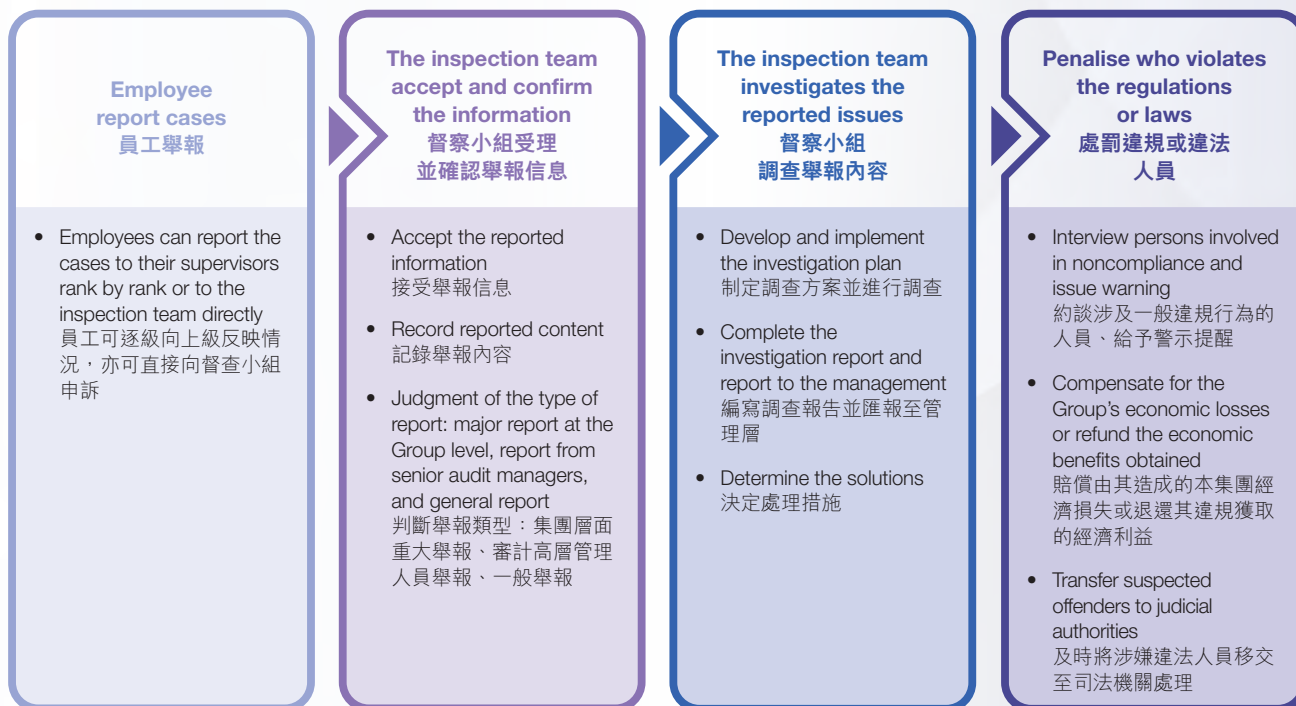 Employee
report cases
員工舉報
• Employees can report the
cases to their supervisors
rank by rank or to the
inspection team directly
員工可逐級向上級反映情
況，亦可直接向督查小組
申訴
The inspection team
accept and confirm
the information
督察小組受理
並確認舉報信息
• Accept the reported
information
接受舉報信息
• Record reported content
記錄舉報內容
• Judgment of the type of
report: major report at the
Group level, report from
senior audit managers,
and general report
判斷舉報類型：集團層面
重大舉報、審計高層管理
人員舉報、一般舉報
The inspection team
investigates the
reported issues
督察小組
調查舉報內容
• Develop and implement
the investigation plan
制定調查方案並進行調查
• Complete the
investigation report and
report to the management
編寫調查報告並匯報至管
理層
• Determine the solutions
決定處理措施
Penalise who violates
the regulations
or laws
處罰違規或違法
人員
• Interview persons involved
in noncompliance and
issue warning
約談涉及一般違規行為的
人員、給予警示提醒
• Compensate for the
Group's economic losses
or refund the economic
benefits obtained
賠償由其造成的本集團經
濟損失或退還其違規獲取
的經濟利益
• Transfer suspected
offenders to judicial
authorities
及時將涉嫌違法人員移交
至司法機關處理